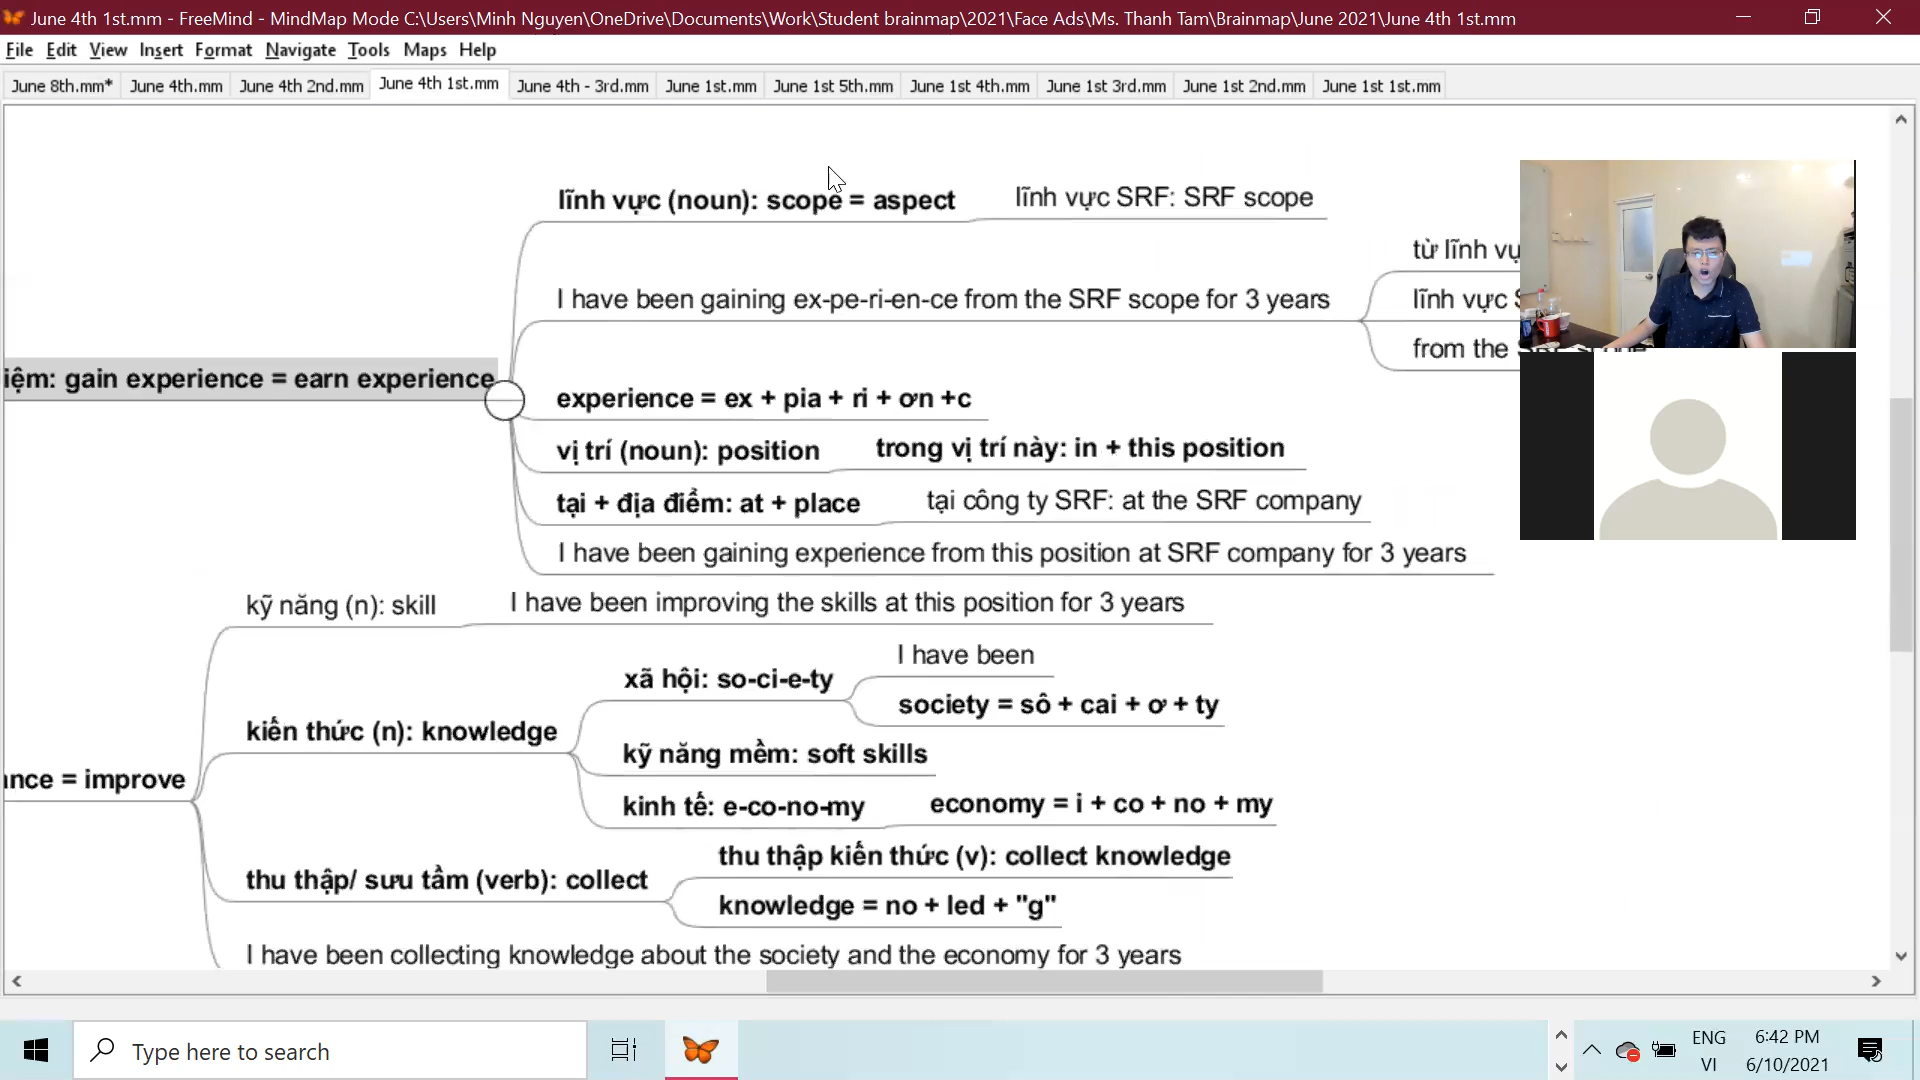 June 4th 1st.mm - FreeMind - MindMap Mode C:\Users\Minh Nguyen\OneDrive\Documents\Work\Student brainmap\2021\Face Ads\Ms. Thanh Tam\Brainmap\June 2021\June 4th 1st.mm
File Edit View Insert Format Navigate Tools Maps Help
June 8th.mm* June 4th.mm June 4th 2nd.mm June 4th 1st.mm June 4th - 3rd.mm June 1st.mm June 1st 5th.mm June 1st 4th.mm June 1st 3rd.mm June 1st 2nd.mm June 1st 1st.mm
lĩnh vực (noun): scope = aspect lĩnh vực SRF: SRF scope
từ lĩnh vự
I have been gaining ex-pe-ri-en-ce from the SRF scope for 3 years lĩnh vực S
from the SRF scope
iệm: gain experience = earn experience
experience = ex + pia + ri + ơn +c
vị trí (noun): position trong vị trí này: in + this position
tại + địa điểm: at + place tại công ty SRF: at the SRF company
I have been gaining experience from this position at SRF company for 3 years
kỹ năng (n): skill I have been improving the skills at this position for 3 years
I have been
xã hội: so-ci-e-ty
society = sô + cai + ơ + ty
kiến thức (n): knowledge
kỹ năng mềm: soft skills
ance = improve
kinh tế: e-co-no-my economy = i + co + no + my
thu thập kiến thức (v): collect knowledge
thu thập/ sưu tầm (verb): collect
knowledge = no + led + "g"
I have been collecting knowledge about the society and the economy for 3 years
Type here to search
ENG 6:42 PM
VI 6/10/2021